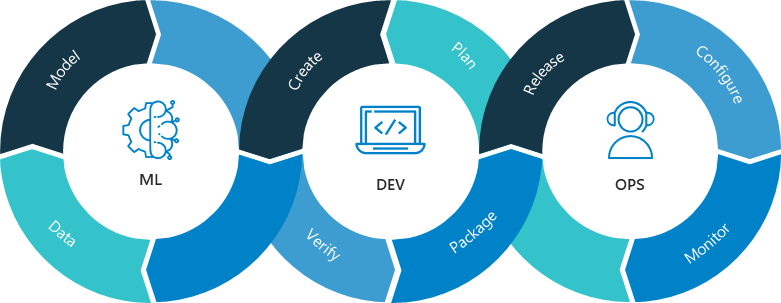 Model
Create
Plan
Release
Configure
</>
ML
DEV
OPS
Data
Verify
Package
Monitor